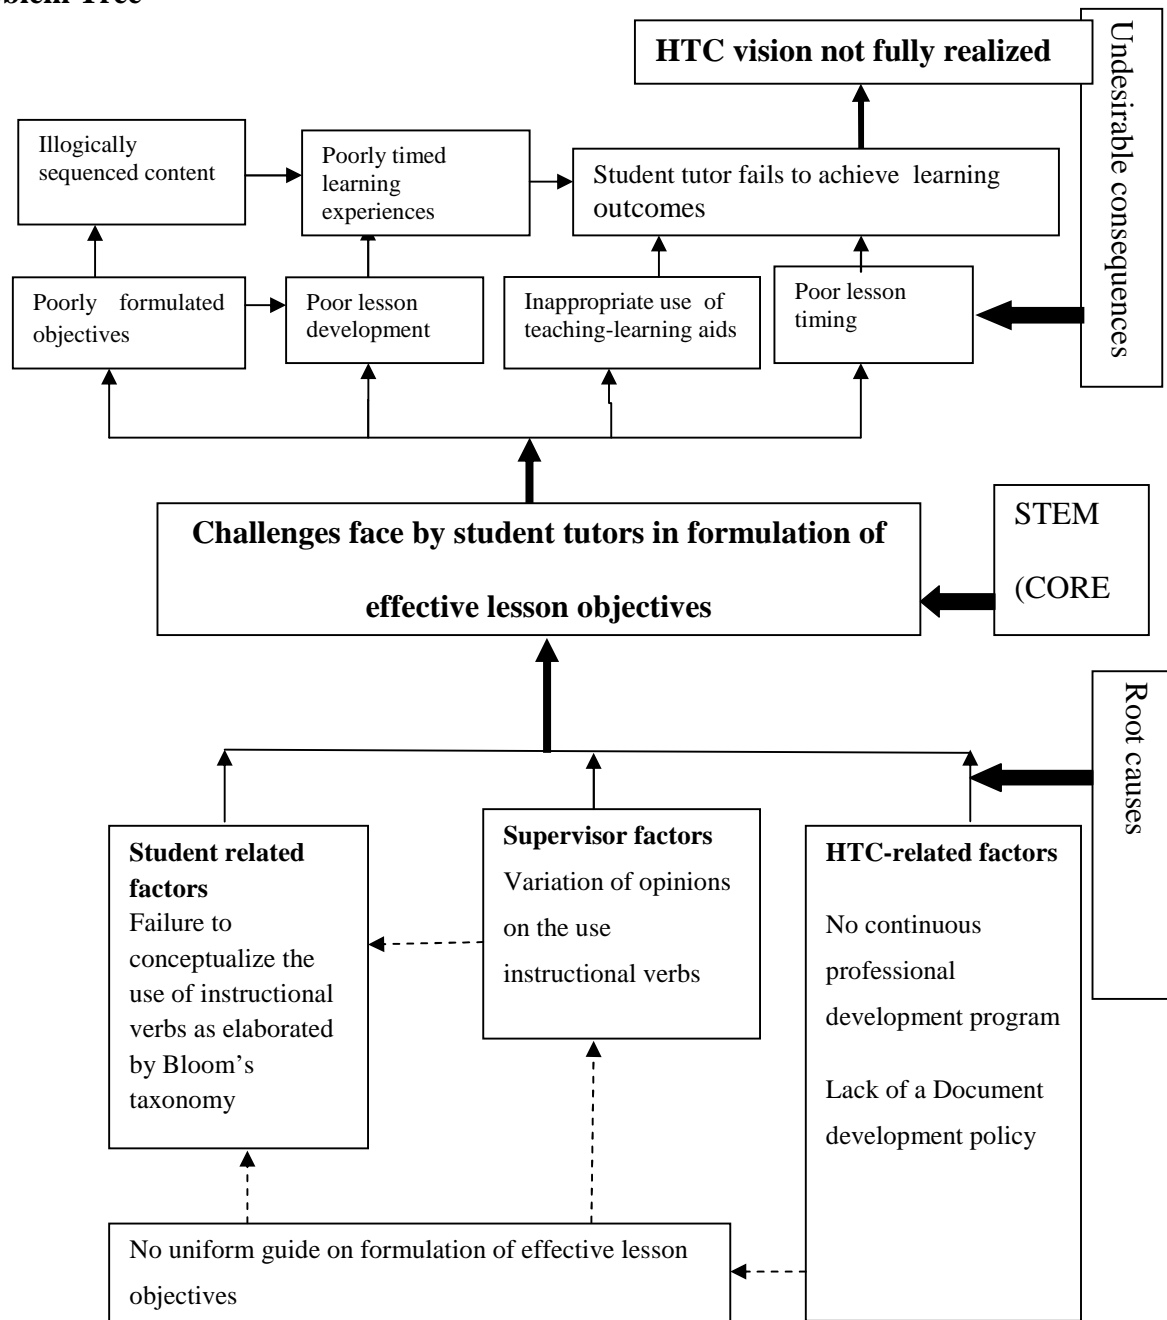 HTC vision not fully realized
Undesirable consequences
Illogically
sequenced content
Poorly timed
learning
experiences
Student tutor fails to achieve  learning
outcomes
Poorly formulated
objectives
Poor lesson
development
Inappropriate use of
teaching-learning aids
Poor lesson
timing
Challenges face by student tutors in formulation of
effective lesson objectives
STEM
(CORE
Root causes
Student related
factors
Failure to
conceptualize the
use of instructional
verbs as elaborated
by Bloom’s
taxonomy
Supervisor factors
Variation of opinions
on the use
instructional verbs
HTC-related factors
No continuous
professional
development program
Lack of a Document
development policy
No uniform guide on formulation of effective lesson
objectives